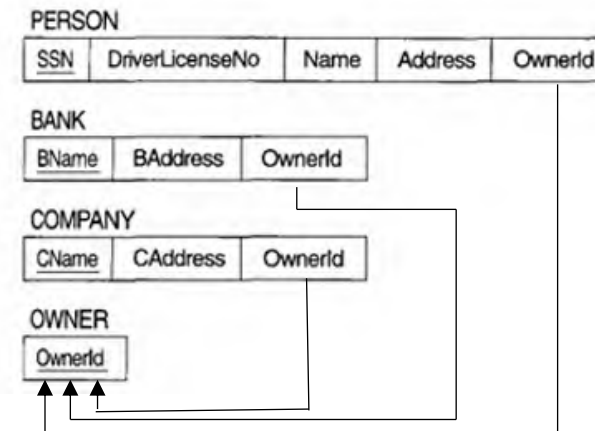 PERSON
SSN DriverLicenseNo Name Address OwnerId
BANK
BName BAddress OwnerId
COMPANY
CName CAddress OwnerId
OWNER
OwnerId